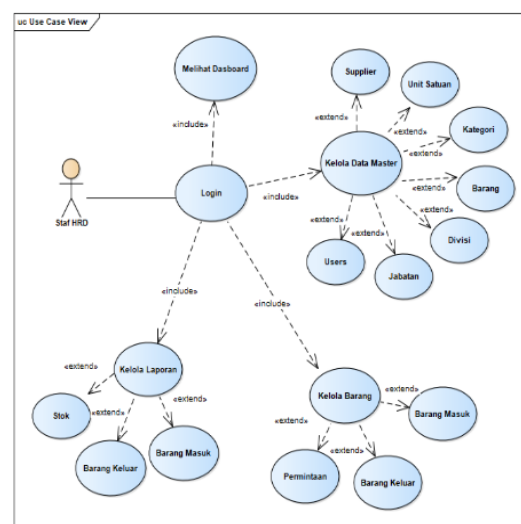 uc Use Case View
Melihat Dasboard
Supplier
Unit Satuan
«extend»
«extend»
Kategori
«include»
«extend»
Kelola Data Master
Barang
«extend»
Login
«include»
Staf HRD
«extend»
«extend»
«extend»
Divisi
Users
Jabatan
«include»
«include»
Kelola Laporan
«extend»
Stok
«extend»
«extend»
Barang Keluar
Barang Masuk
Kelola Barang
«extend»
Barang Masuk
«extend»
«extend»
Permintaan
Barang Keluar